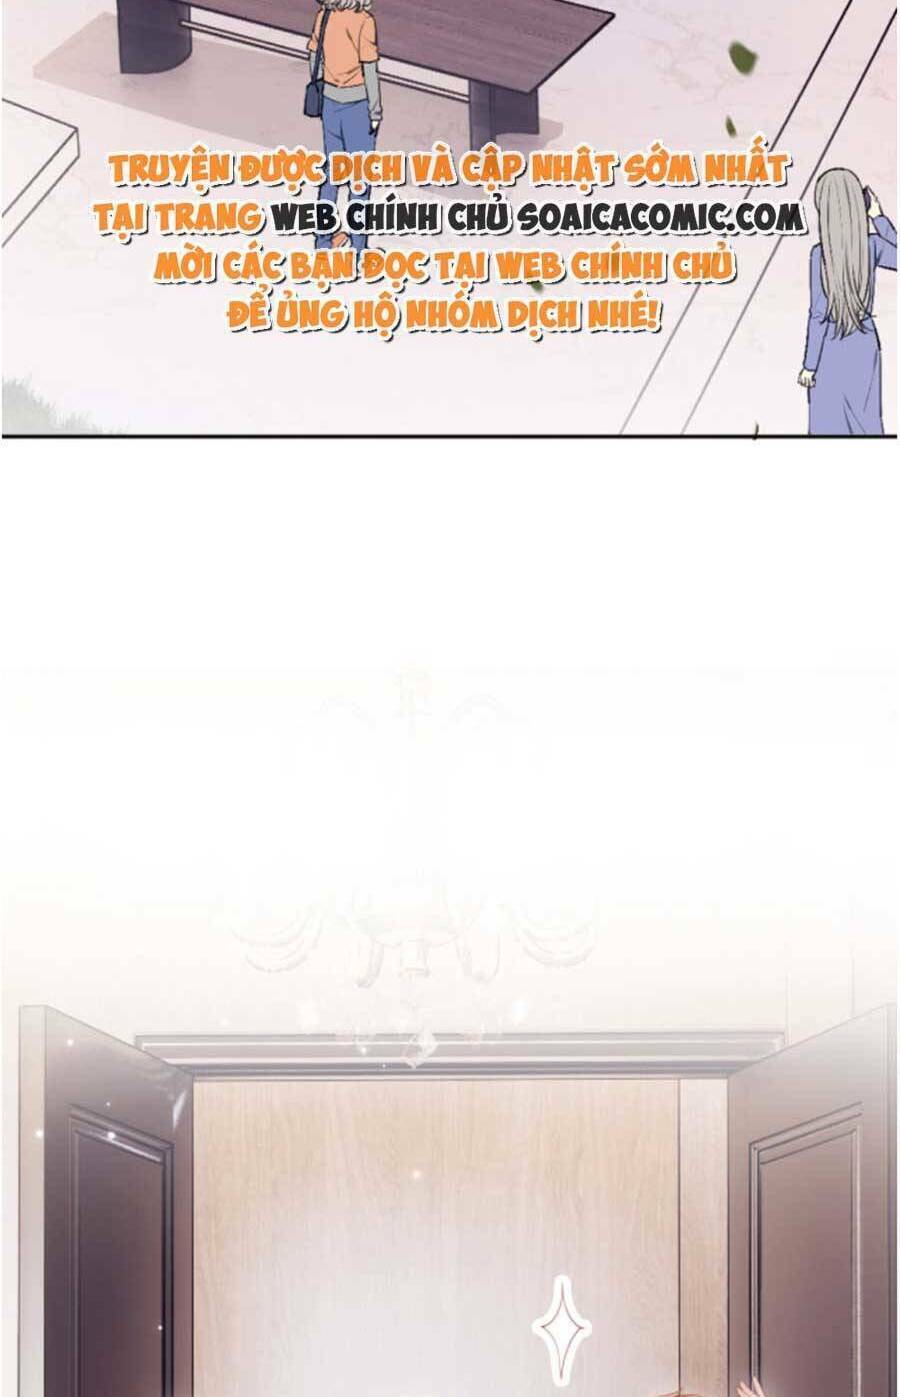 TRUYỆN ĐƯỢC DỊCH VÀ CẬP NHẬT SỚM NHẤT
TẠI TRANG WEB CHÍNH CHỦ SOAICACOMIC.COM
MỜI CÁC BẠN ĐỌC TẠI WEB CHÍNH CHỦ
ĐỂ ỦNG HỘ NHÓM DỊCH NHÉ!